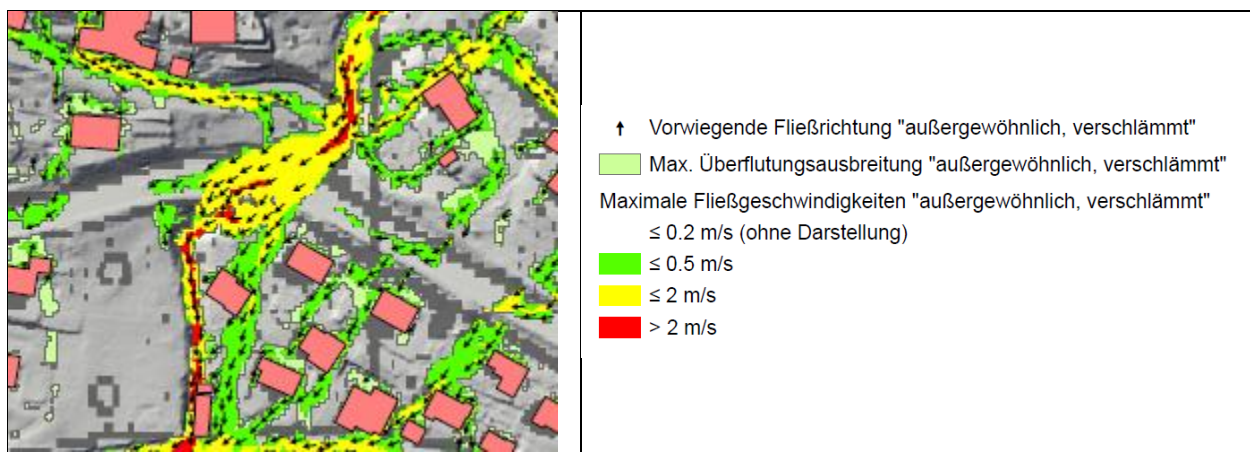 Vorwiegende Fließrichtung "außergewöhnlich, verschlämmt"
Max. Überflutungsausbreitung "außergewöhnlich, verschlämmt"
Maximale Fließgeschwindigkeiten "außergewöhnlich, verschlämmt"
≤ 0.2 m/s (ohne Darstellung)
≤ 0.5 m/s
≤ 2 m/s
> 2 m/s